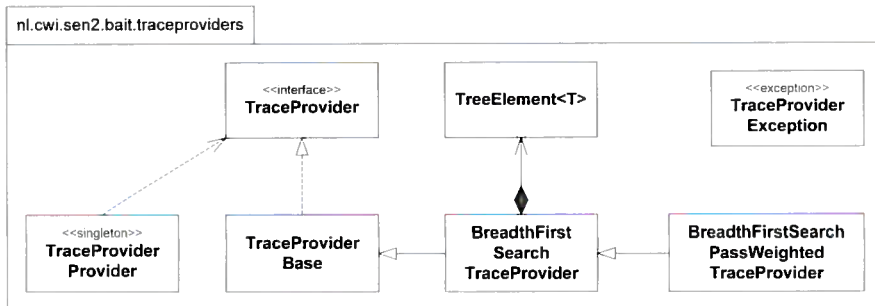 nl.cwi.sen2.bait.traceproviders
<<interface>>
TraceProvider
TreeElement<T>
<<exception>>
TraceProvider
Exception
<<singleton>>
TraceProvider
Provider
TraceProvider
Base
BreadthFirst
Search
TraceProvider
BreadthFirstSearch
PassWeighted
TraceProvider